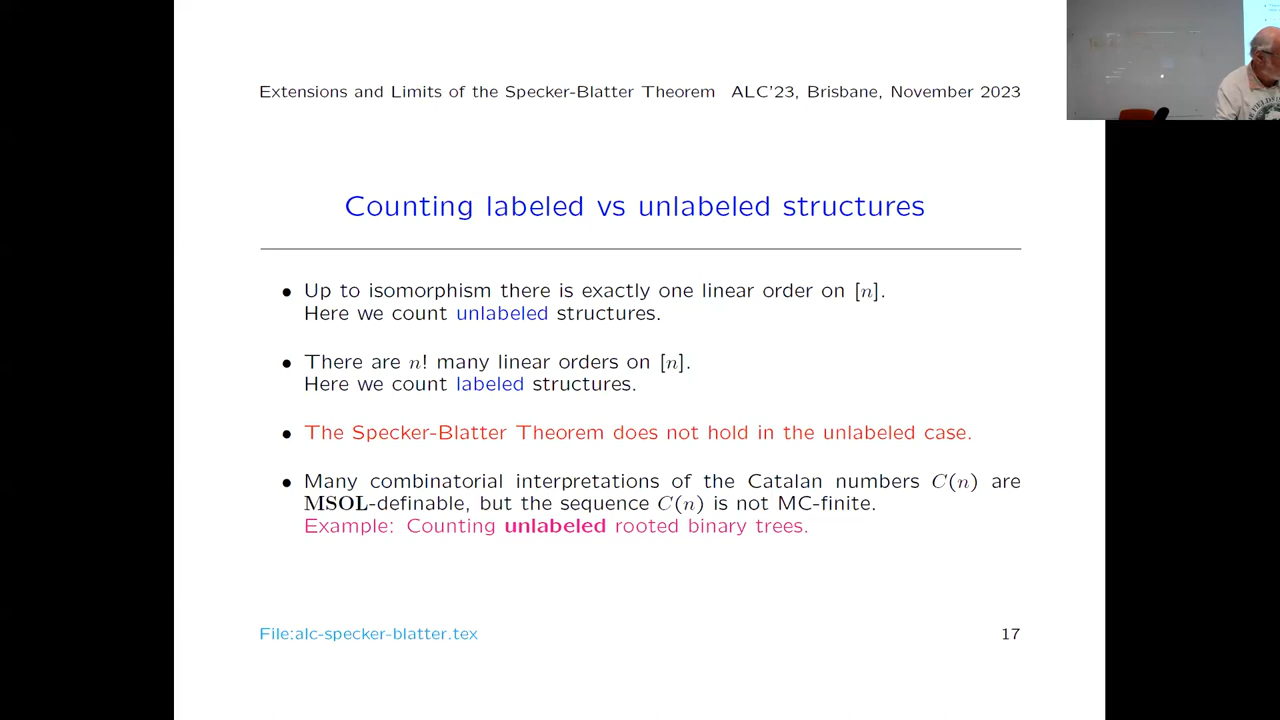 Extensions and Limits of the Specker-Blatter Theorem ALC'23, Brisbane, November 2023
Counting labeled vs unlabeled structures
• Up to isomorphism there is exactly one linear order on [n].
Here we count unlabeled structures.
• There are n! many linear orders on [n].
Here we count labeled structures.
• The Specker-Blatter Theorem does not hold in the unlabeled case.
• Many combinatorial interpretations of the Catalan numbers C(n) are
MSOL-definable, but the sequence C(n) is not MC-finite.
Example: Counting unlabeled rooted binary trees.
File:alc-specker-blatter.tex
17